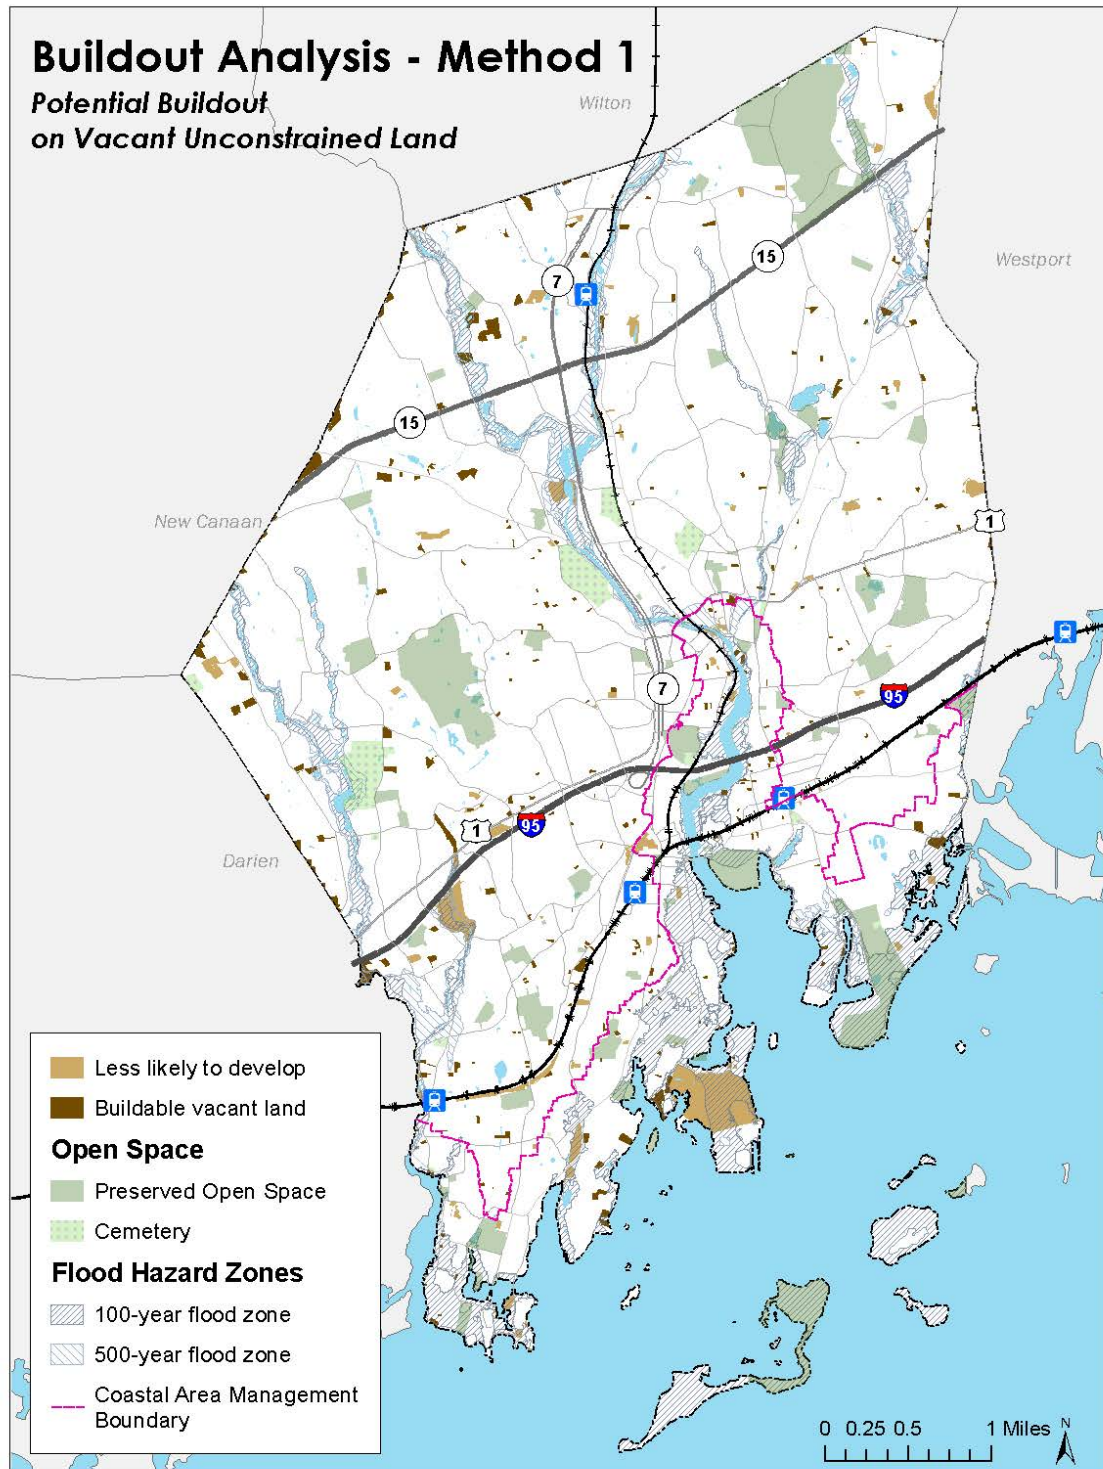 Buildout Analysis - Method 1
Potential Buildout
on Vacant Unconstrained Land
Wilton
15
7
Westport
15
New Canaan
1
7
95
1
95
Darien
Less likely to develop
Buildable vacant land
Open Space
Preserved Open Space
Cemetery
Flood Hazard Zones
100-year flood zone
500-year flood zone
Coastal Area Management
Boundary
0 0.25 0.5 1 Miles
N